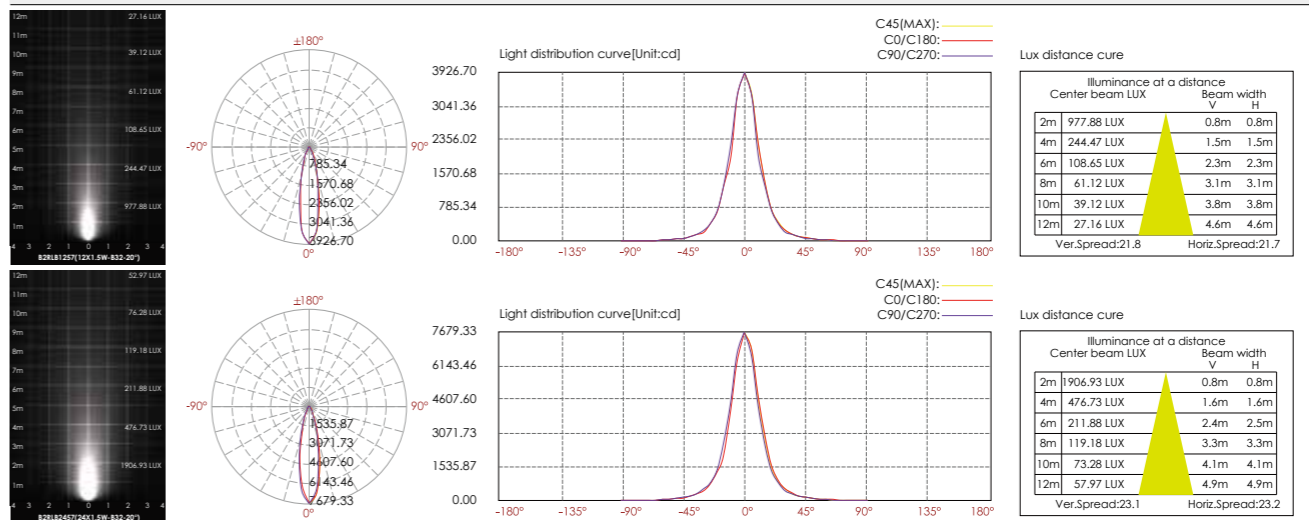 12m 27.16 LUX
11m
10m 39.12 LUX
9m
8m 61.12 LUX
7m
6m 108.65 LUX
5m
4m 244.47 LUX
3m
2m 977.88 LUX
1m
4 3 2 1 0 1 2 3 4
B2RLB12S7(12X1.5W-B32-20°)
±180°
-90° 90°
785.34
1570.68
2356.02
3041.36
3926.70
0°
Light distribution curve[Unit:cd]
C45(MAX):
C0/C180:
C90/C270:
3926.70
3041.36
2356.02
1570.68
785.34
0.00
-180° -135° -90° -45° 0° 45° 90° 135° 180°
Lux distance cure
Illuminance at a distance
Center beam LUX Beam width
V H
2m 977.88 LUX 0.8m 0.8m
4m 244.47 LUX 1.5m 1.5m
6m 108.65 LUX 2.3m 2.3m
8m 61.12 LUX 3.1m 3.1m
10m 39.12 LUX 3.8m 3.8m
12m 27.16 LUX 4.6m 4.6m
Ver.Spread:21.8 Horiz.Spread:21.7
12m 52.97 LUX
11m
10m 76.28 LUX
9m
8m 119.18 LUX
7m
6m 211.88 LUX
5m
4m 476.73 LUX
3m
2m 1906.93 LUX
1m
4 3 2 1 0 1 2 3 4
B2RLB24S7(24X1.5W-B32-20°)
±180°
-90° 90°
1535.87
3071.73
4607.60
6143.46
7679.33
0°
Light distribution curve[Unit:cd]
C45(MAX):
C0/C180:
C90/C270:
7679.33
6143.46
4607.60
3071.73
1535.87
0.00
-180° -135° -90° -45° 0° 45° 90° 135° 180°
Lux distance cure
Illuminance at a distance
Center beam LUX Beam width
V H
2m 1906.93 LUX 0.8m 0.8m
4m 476.73 LUX 1.6m 1.6m
6m 211.88 LUX 2.4m 2.5m
8m 119.18 LUX 3.3m 3.3m
10m 73.28 LUX 4.1m 4.1m
12m 57.97 LUX 4.9m 4.9m
Ver.Spread:23.1 Horiz.Spread:23.2